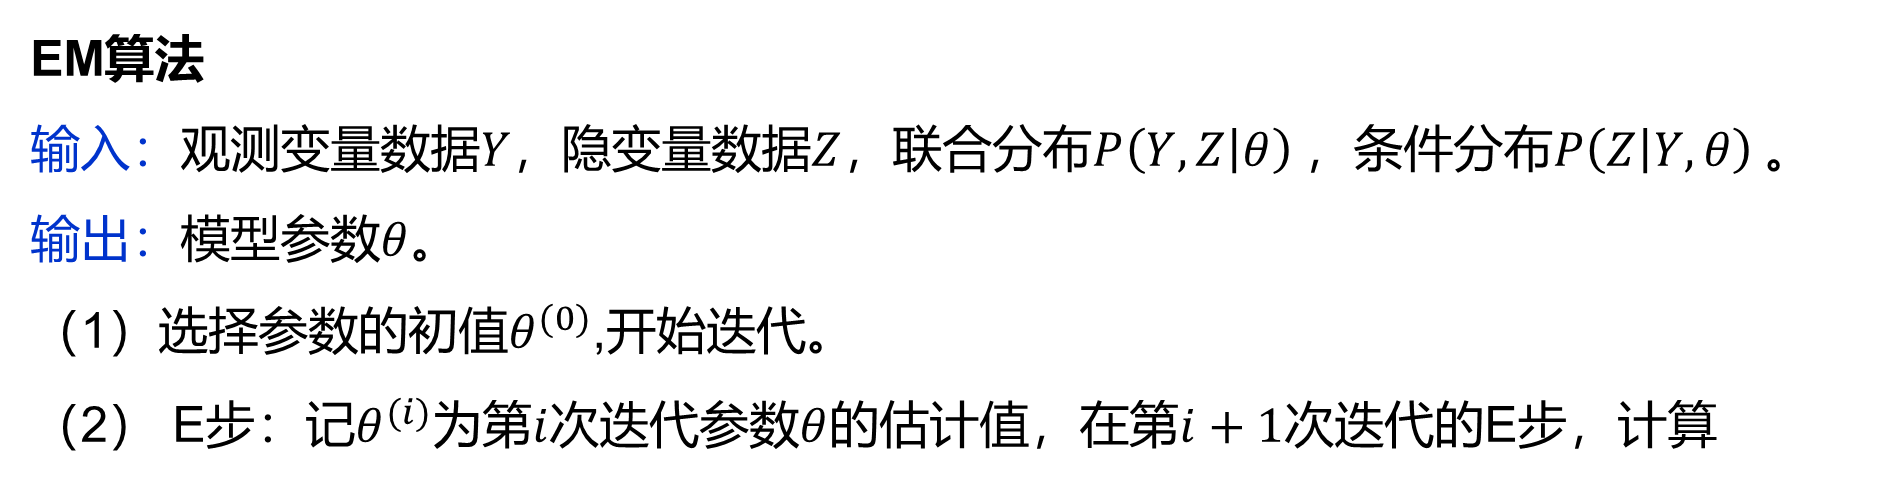 EM算法
输入：观测变量数据Y，隐变量数据Z，联合分布P(Y,Z|θ)，条件分布P(Z|Y,θ) 。
输出：模型参数θ。
（1）选择参数的初值θ⁽⁰⁾,开始迭代。
（2） E步：记θ⁽ⁱ⁾为第i次迭代参数θ的估计值，在第i + 1次迭代的E步，计算